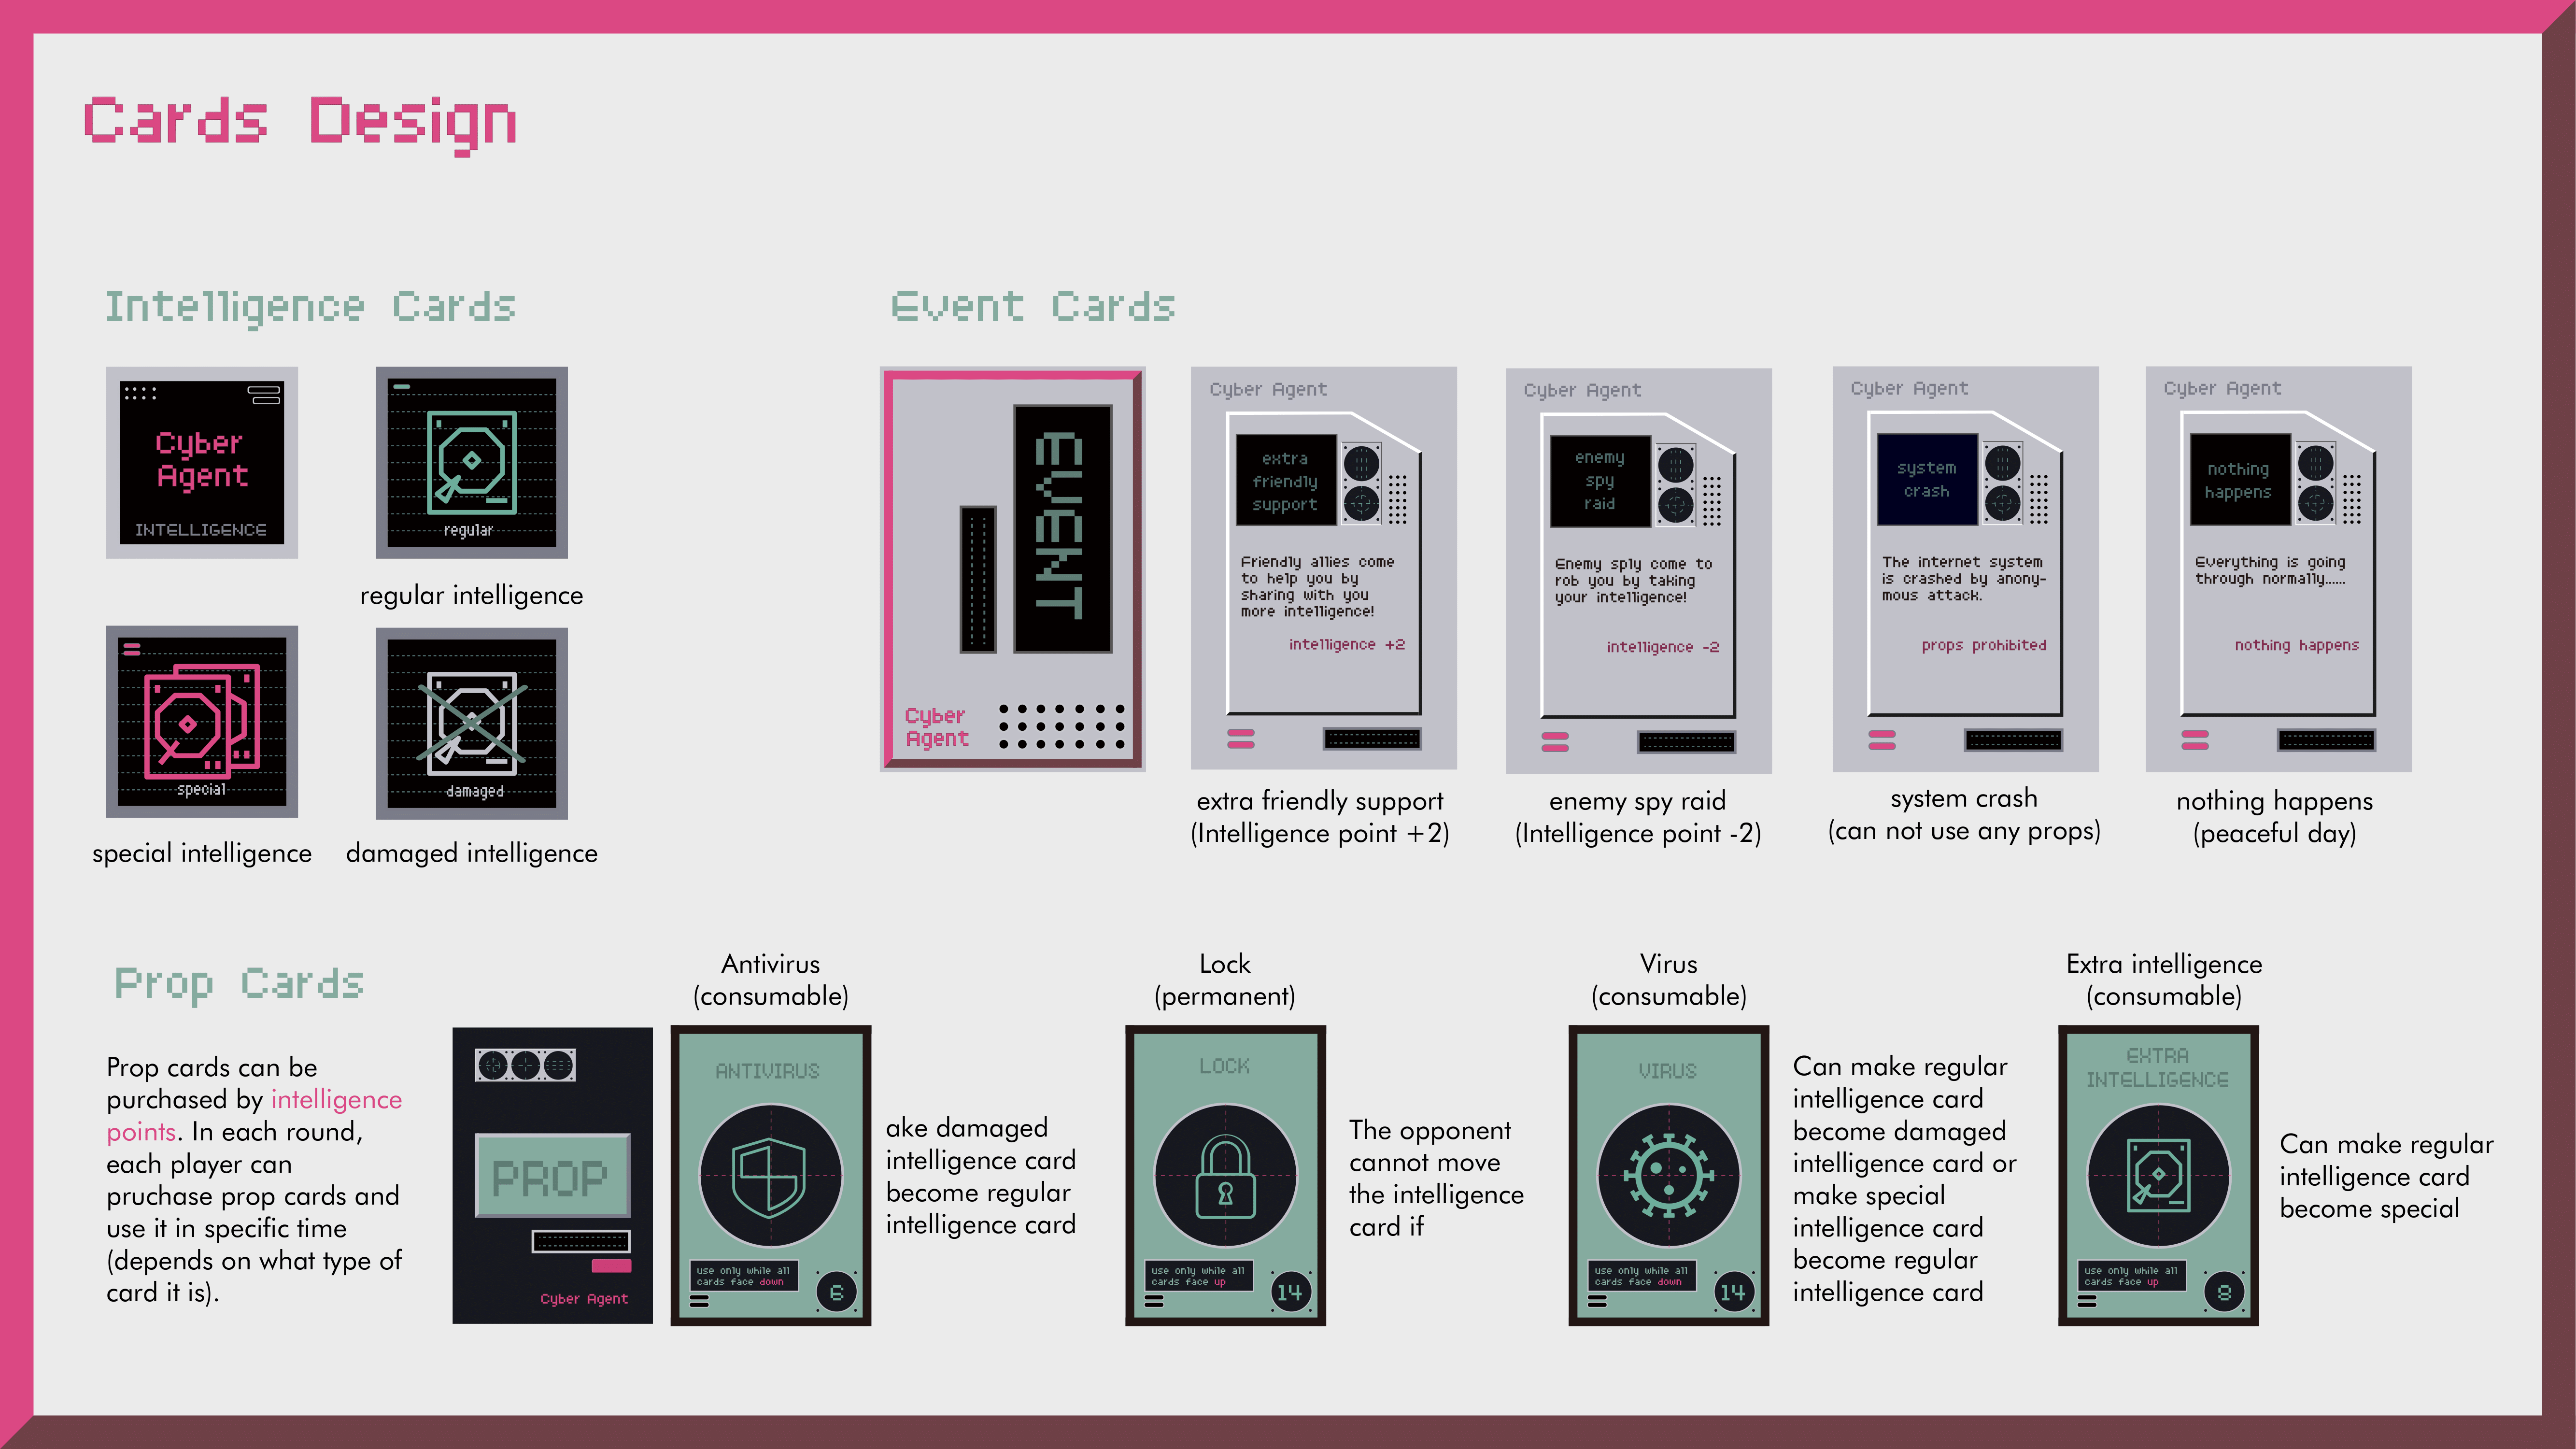 Cards Design
Intelligence Cards
Cyber
Agent
INTELLIGENCE
regular
regular intelligence
special
special intelligence
damaged
damaged intelligence
Event Cards
EVENT
Cyber
Agent
Cyber Agent
extra
friendly
support
Friendly allies come
to help you by
sharing with you
more intelligence!
intelligence +2
extra friendly support
(Intelligence point +2)
Cyber Agent
enemy
spy
raid
Enemy sply come to
rob you by taking
your intelligence!
intelligence -2
enemy spy raid
(Intelligence point -2)
Cyber Agent
system
crash
The internet system
is crashed by anony-
mous attack.
props prohibited
system crash
(can not use any props)
Cyber Agent
nothing
happens
Everything is going
through normally......
nothing happens
nothing happens
(peaceful day)
Prop Cards
Prop cards can be
purchased by intelligence
points. In each round,
each player can
pruchase prop cards and
use it in specific time
(depends on what type of
card it is).
PROP
Cyber Agent
Antivirus
(consumable)
ANTIVIRUS
use only while all
cards face down
6
ake damaged
intelligence card
become regular
intelligence card
Lock
(permanent)
LOCK
use only while all
cards face up
14
The opponent
cannot move
the intelligence
card if
Virus
(consumable)
VIRUS
use only while all
cards face down
14
Can make regular
intelligence card
become damaged
intelligence card or
make special
intelligence card
become regular
intelligence card
Extra intelligence
(consumable)
EXTRA
INTELLIGENCE
use only while all
cards face up
8
Can make regular
intelligence card
become special